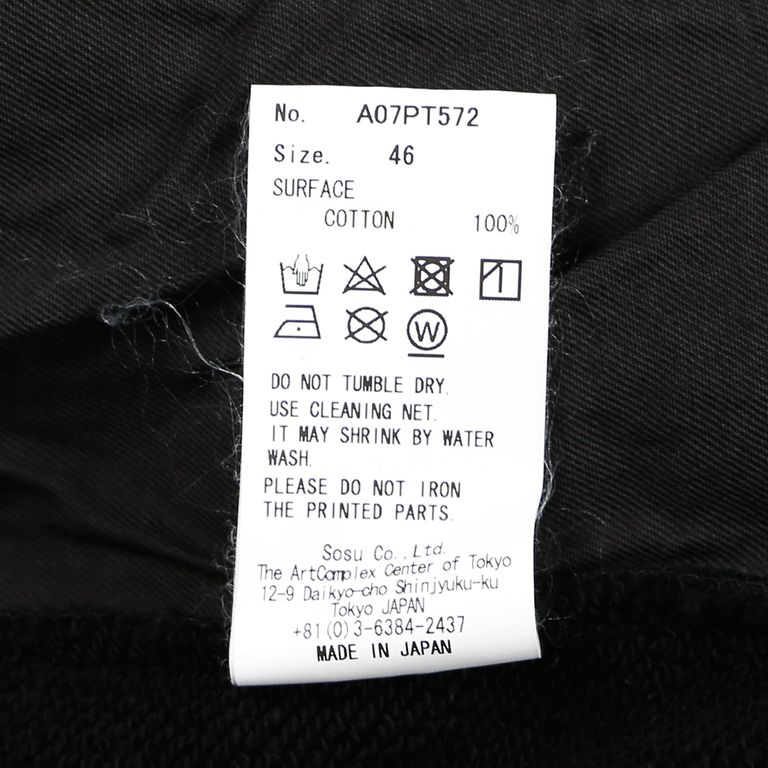 No. A07PT572
Size. 46
SURFACE
COTTON 100%
W
DO NOT TUMBLE DRY.
USE CLEANING NET.
IT MAY SHRINK BY WATER
WASH.
PLEASE DO NOT IRON
THE PRINTED PARTS.
Sosu Co.,Ltd.
The ArtComplex Center of Tokyo
12-9 Daikyo-cho Shinjyuku-ku
Tokyo JAPAN
+81(0)3-6384-2437
MADE IN JAPAN